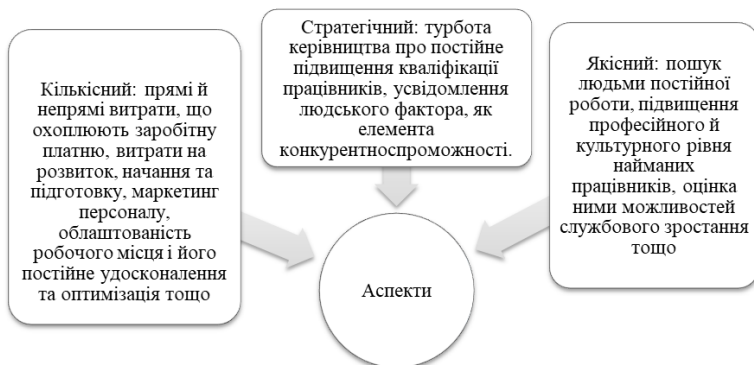 Кількісний: прямі й
непрямі витрати, що
охоплюють заробітну
платню, витрати на
розвиток, начання та
підготовку, маркетинг
персоналу,
облаштованість
робочого місця і його
постійне удосконалення
та оптимізація тощо
Стратегічний: турбота
керівництва про постійне
підвищення кваліфікації
працівників, усвідомлення
людського фактора, як
елемента
конкурентноспроможності.
Якісний: пошук
людьми постійної
роботи, підвищення
професійного й
культурного рівня
найманих
працівників, оцінка
ними можливостей
службового зростання
тощо
Аспекти